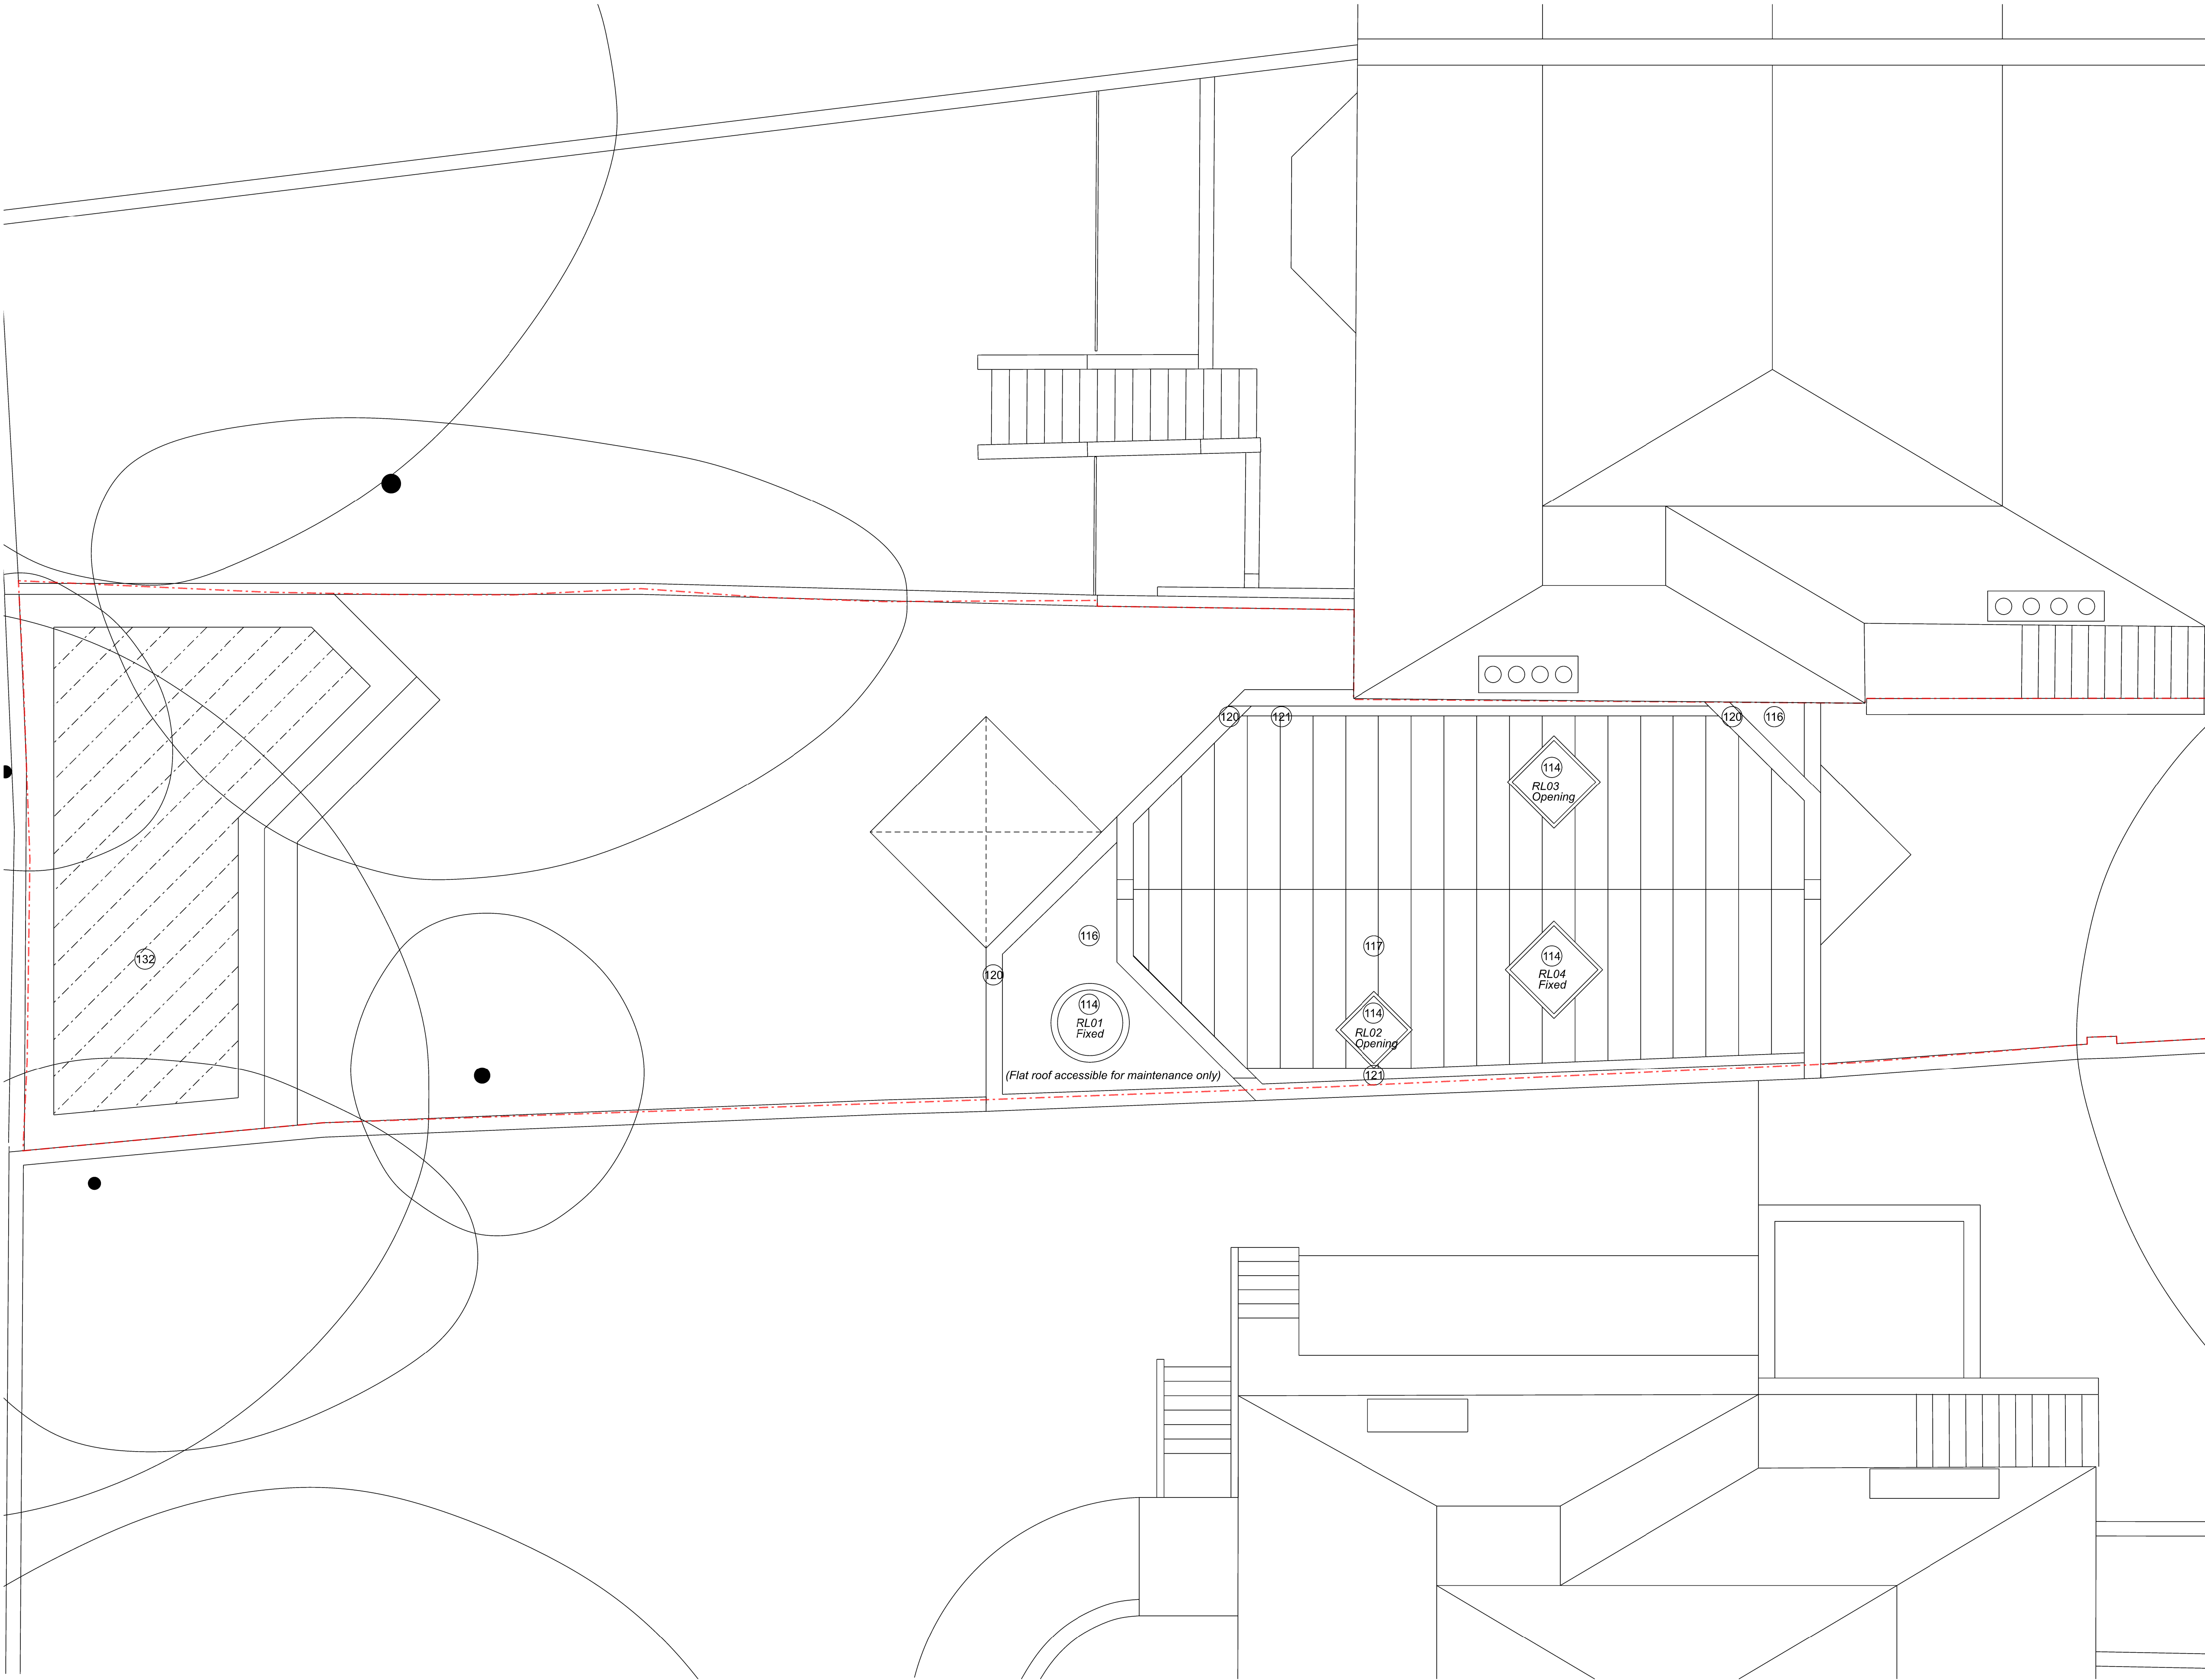 120
121
120
116
114
RL03
Opening
116
117
114
RL04
Fixed
132
120
114
RL01
Fixed
114
RL02
Opening
(Flat roof accessible for maintenance only)
121